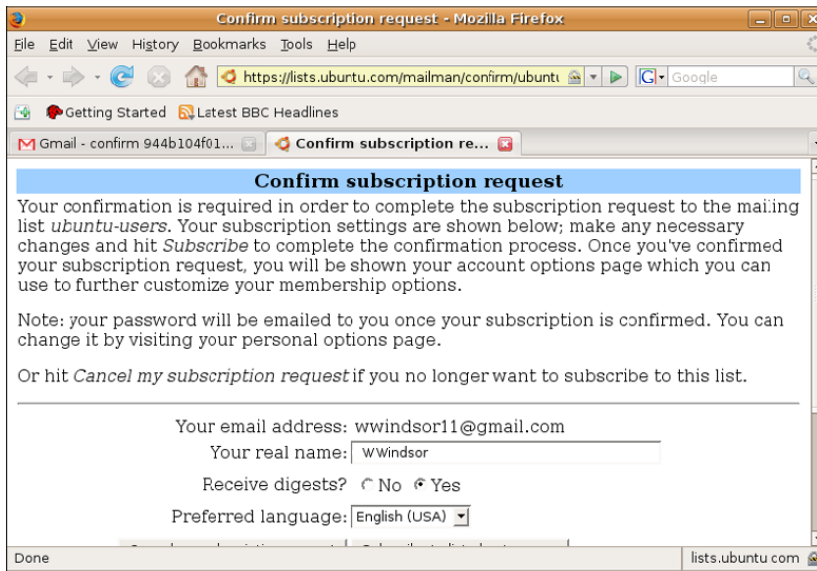 Confirm subscription request - Mozilla Firefox
File Edit View History Bookmarks Tools Help
https://lists.ubuntu.com/mailman/confirm/ubuntu
Google
Getting Started Latest BBC Headlines
Gmail - confirm 944b104f01... Confirm subscription re...
Confirm subscription request
Your confirmation is required in order to complete the subscription request to the mailing
list ubuntu-users. Your subscription settings are shown below; make any necessary
changes and hit Subscribe to complete the confirmation process. Once you've confirmed
your subscription request, you will be shown your account options page which you can
use to further customize your membership options.
Note: your password will be emailed to you once your subscription is confirmed. You can
change it by visiting your personal options page.
Or hit Cancel my subscription request if you no longer want to subscribe to this list.
Your email address: wwindsor11@gmail.com
Your real name: WWindsor
Receive digests? No Yes
Preferred language: English (USA)
Done lists.ubuntu.com